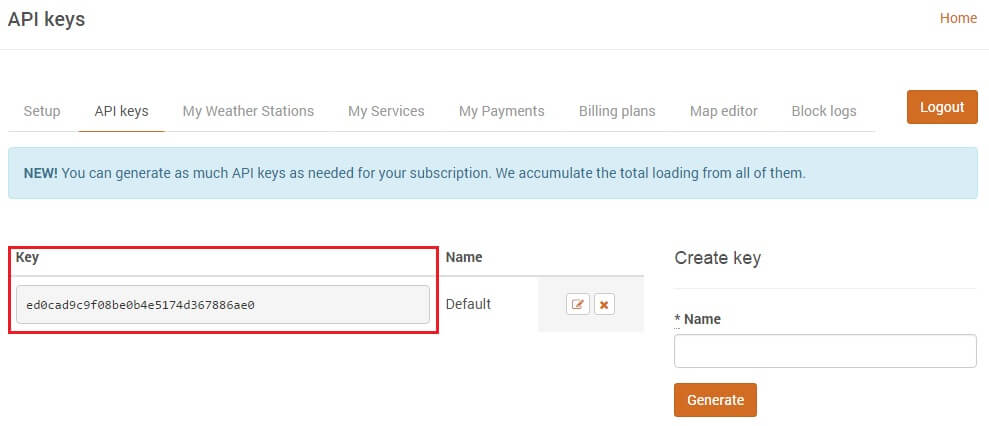 API keys
Home
Setup
API keys
My Weather Stations
My Services
My Payments
Billing plans
Map editor
Block logs
Logout
NEW! You can generate as much API keys as needed for your subscription. We accumulate the total loading from all of them.
Key
Name
ed0cad9c9f08be0b4e5174d367886ae0
Default
Create key
* Name
Generate